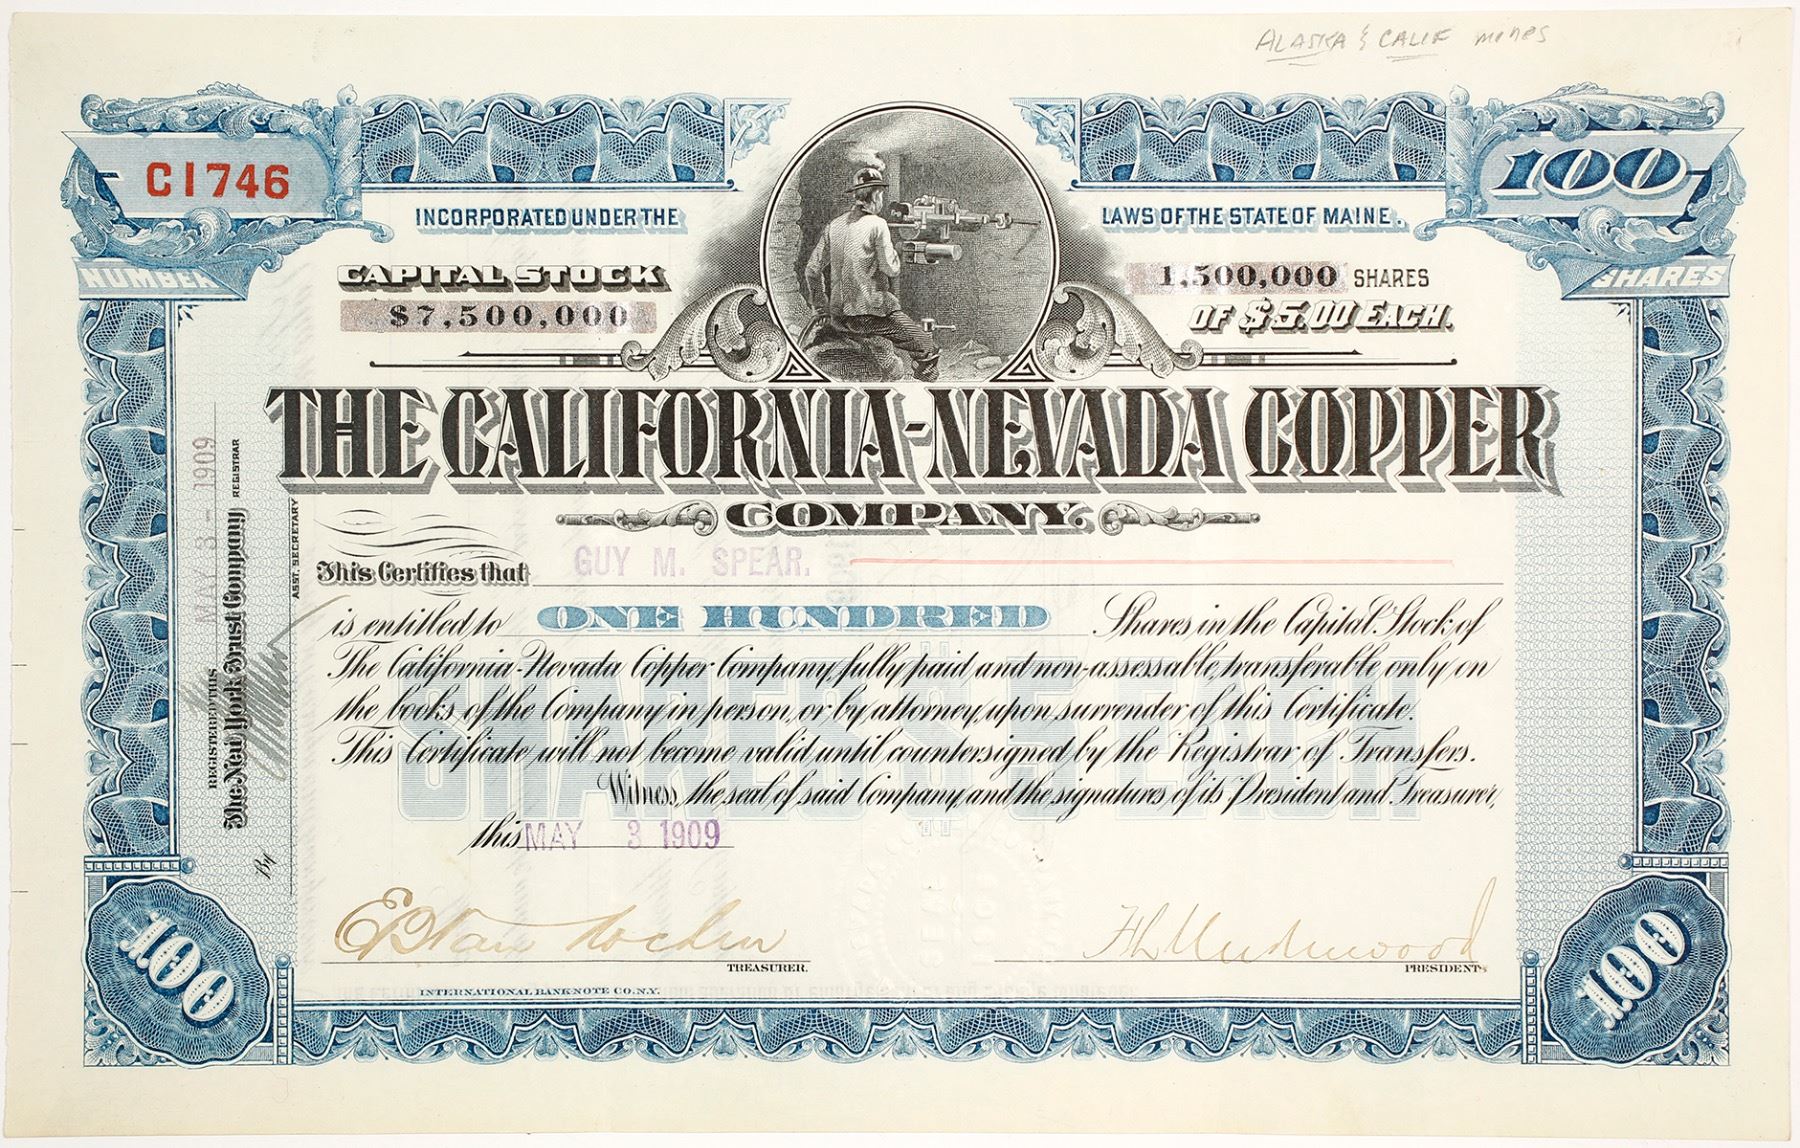 ALASKA & CALIF mines
C1746
100
NUMBER
SHARES
INCORPORATED UNDER THE
LAWS OF THE STATE OF MAINE.
CAPITAL STOCK
$7,500,000
1,500,000 SHARES
OF $5.00 EACH.
THE CALIFORNIA-NEVADA COPPER
COMPANY.
This Certifies that GUY M. SPEAR.
is entitled to ONE HUNDRED Shares in the Capital Stock of
The California-Nevada Copper Company, fully paid and non-assessable, transferable only on
the books of the Company in person, or by attorney, upon surrender of this Certificate.
This Certificate will not become valid until countersigned by the Registrar of Transfers.
Witness, the seal of said Company, and the signatures of its President and Treasurer,
this MAY 3 1909
SHARES $5 EACH
TREASURER.
F L Underwood
PRESIDENT
INTERNATIONAL BANK NOTE CO. N.Y.
100
100
REGISTERED THIS MAY 3 - 1909
The New York Trust Company REGISTRAR
By
ASST. SECRETARY